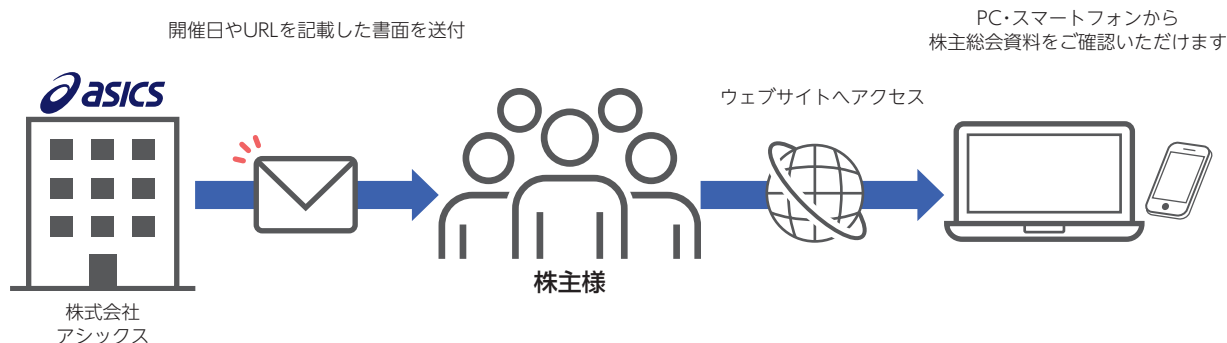 開催日やURLを記載した書面を送付
PC・スマートフォンから
株主総会資料をご確認いただけます
asics
ウェブサイトへアクセス
株主様
株式会社
アシックス